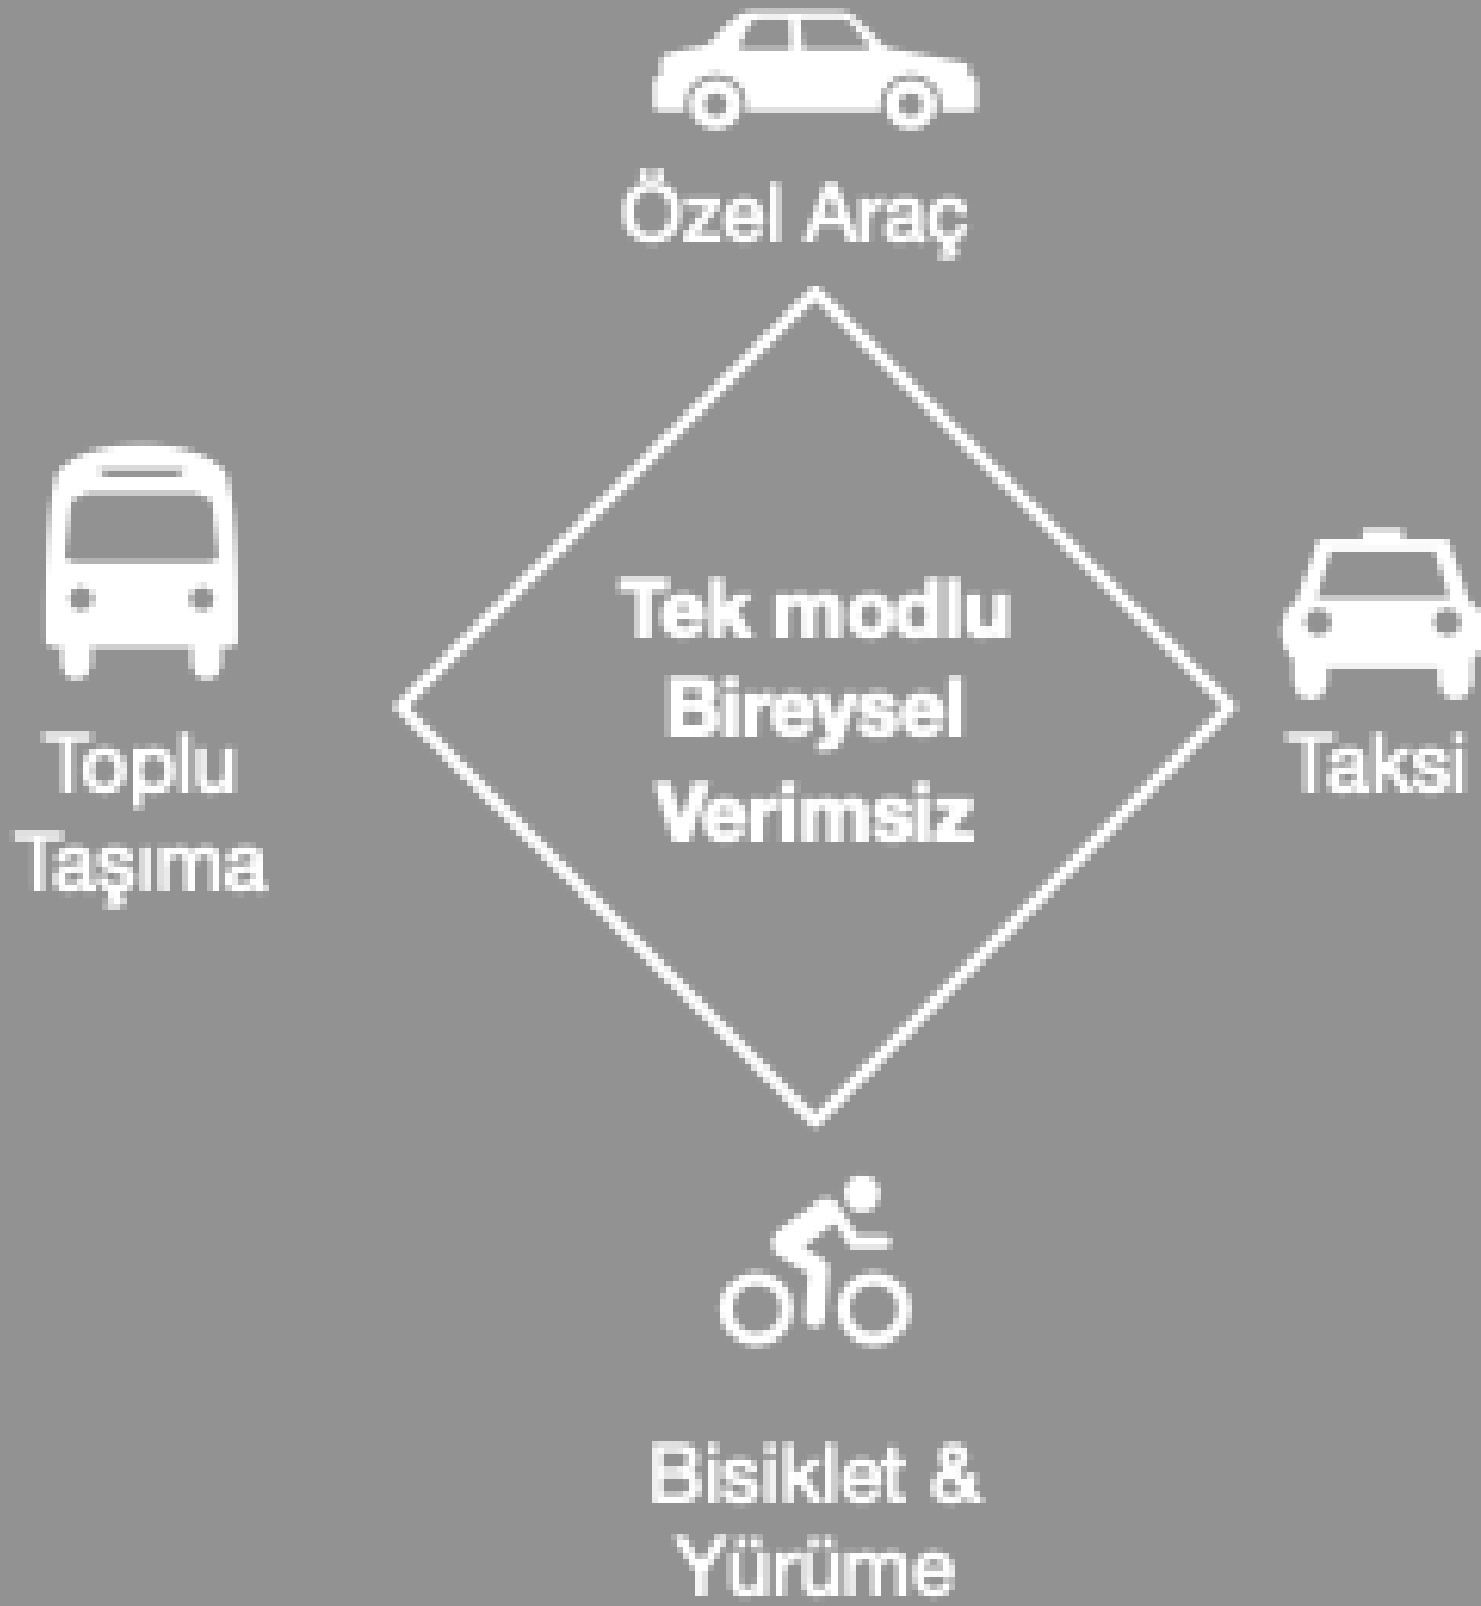 Özel Araç
Tek modlu
Bireysel
Verimsiz
Toplu
Taşıma
Taksi
Bisiklet &
Yürüme